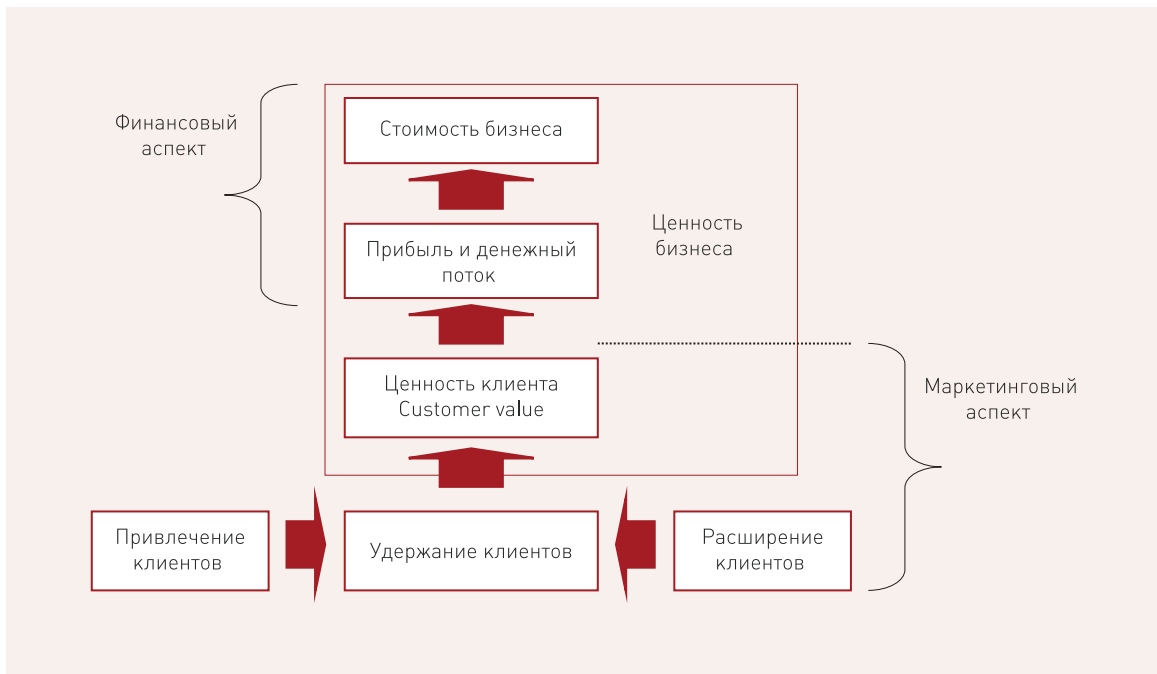 Финансовый
аспект
Стоимость бизнеса
Ценность
бизнеса
Прибыль и денежный
поток
Ценность клиента
Customer value
Маркетинговый
аспект
Привлечение
клиентов
Удержание клиентов
Расширение
клиентов